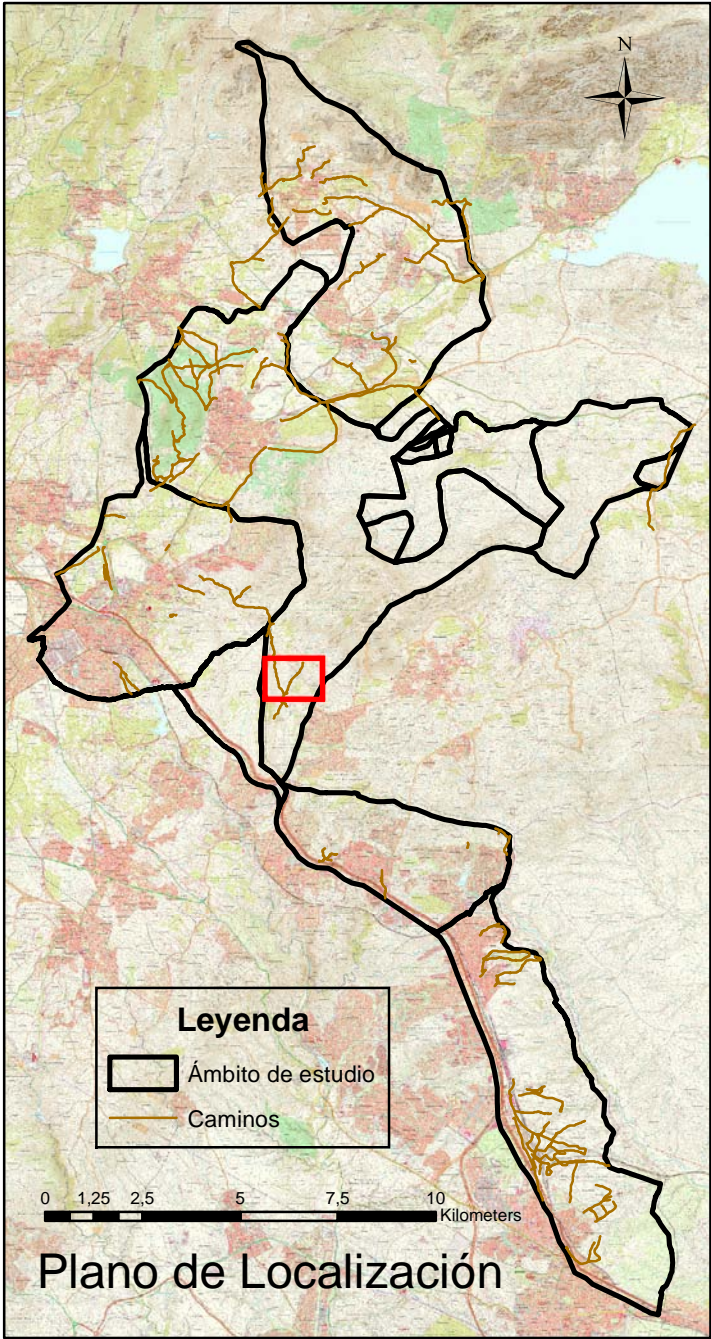 N
Leyenda
Ámbito de estudio
Caminos
0 1,25 2,5 5 7,5 10
Kilometers
Plano de Localización